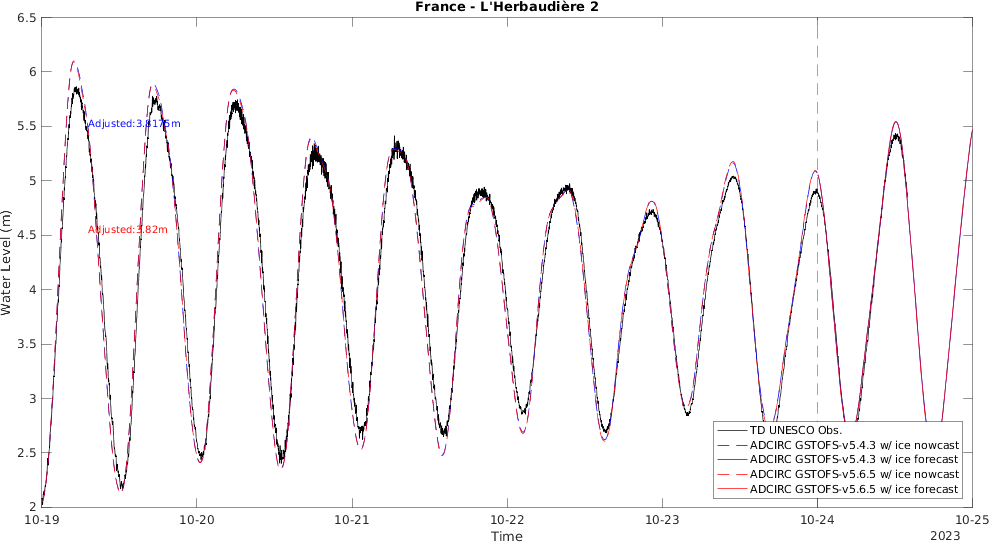 France - L'Herbaudière 2
6.5
6
5.5
5
4.5
4
3.5
3
2.5
2
Water Level (m)
Adjusted:3.8175m
Adjusted:3.82m
TD UNESCO Obs.
ADCIRC GSTOFS-v5.4.3 w/ ice nowcast
ADCIRC GSTOFS-v5.4.3 w/ ice forecast
ADCIRC GSTOFS-v5.6.5 w/ ice nowcast
ADCIRC GSTOFS-v5.6.5 w/ ice forecast
10-19 10-20 10-21 10-22 10-23 10-24 10-25
Time
2023